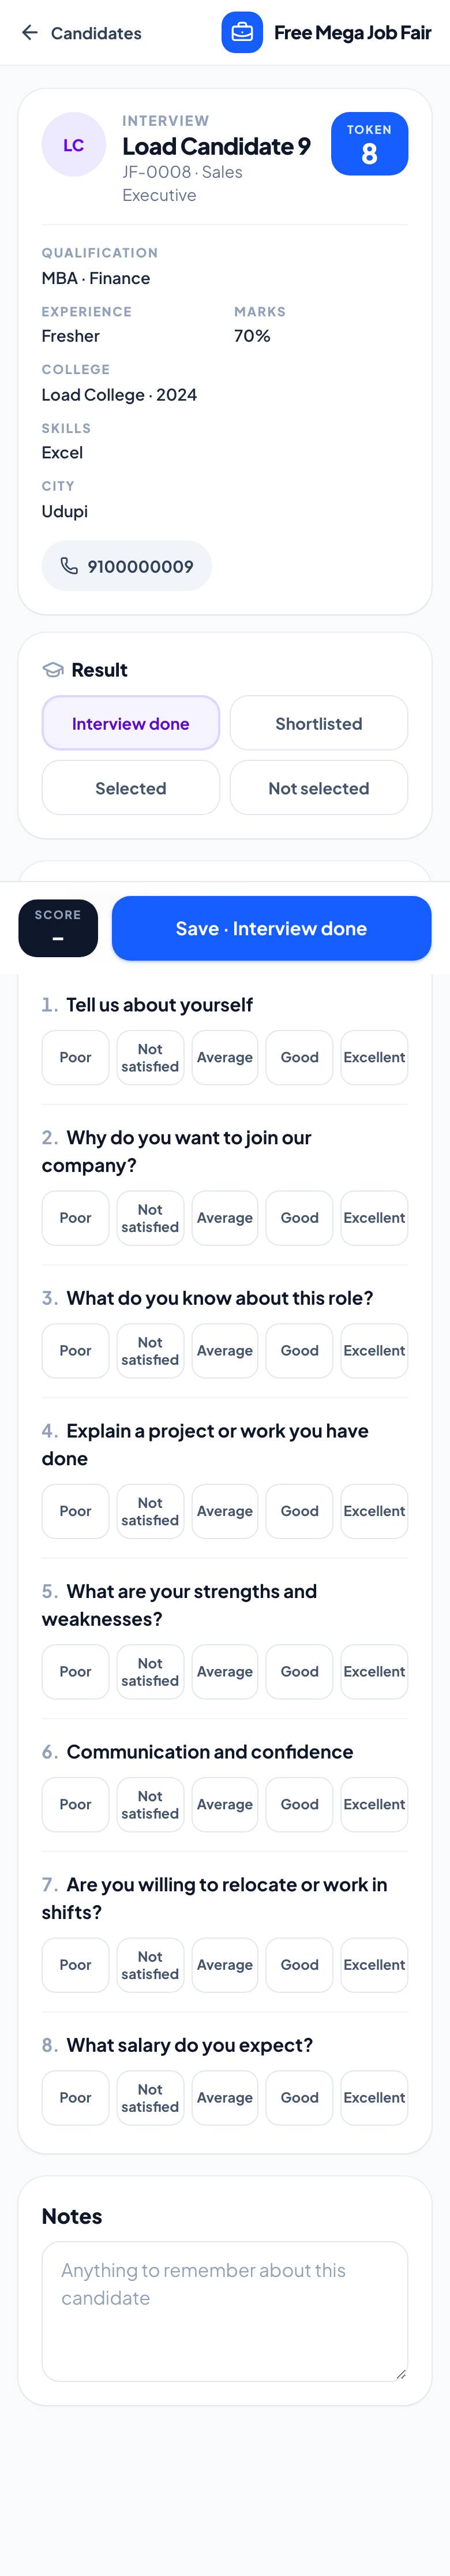 Candidates
Free Mega Job Fair
LC
INTERVIEW
Load Candidate 9
JF-0008 · Sales
Executive
TOKEN
8
QUALIFICATION
MBA · Finance
EXPERIENCE
Fresher
MARKS
70%
COLLEGE
Load College · 2024
SKILLS
Excel
CITY
Udupi
9100000009
Result
Interview done
Shortlisted
Selected
Not selected
SCORE
–
Save · Interview done
1. Tell us about yourself
Poor
Not
satisfied
Average
Good
Excellent
2. Why do you want to join our
company?
Poor
Not
satisfied
Average
Good
Excellent
3. What do you know about this role?
Poor
Not
satisfied
Average
Good
Excellent
4. Explain a project or work you have
done
Poor
Not
satisfied
Average
Good
Excellent
5. What are your strengths and
weaknesses?
Poor
Not
satisfied
Average
Good
Excellent
6. Communication and confidence
Poor
Not
satisfied
Average
Good
Excellent
7. Are you willing to relocate or work in
shifts?
Poor
Not
satisfied
Average
Good
Excellent
8. What salary do you expect?
Poor
Not
satisfied
Average
Good
Excellent
Notes
Anything to remember about this
candidate